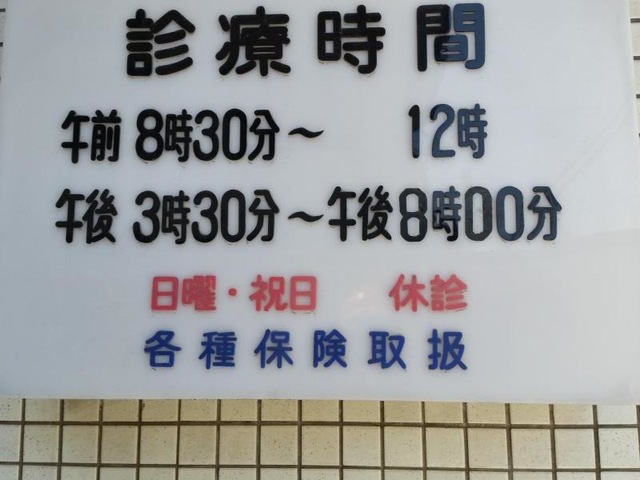 診療時間
午前 8時30分～ 12時
午後 3時30分～午後8時00分
日曜・祝日 休診
各種保険取扱